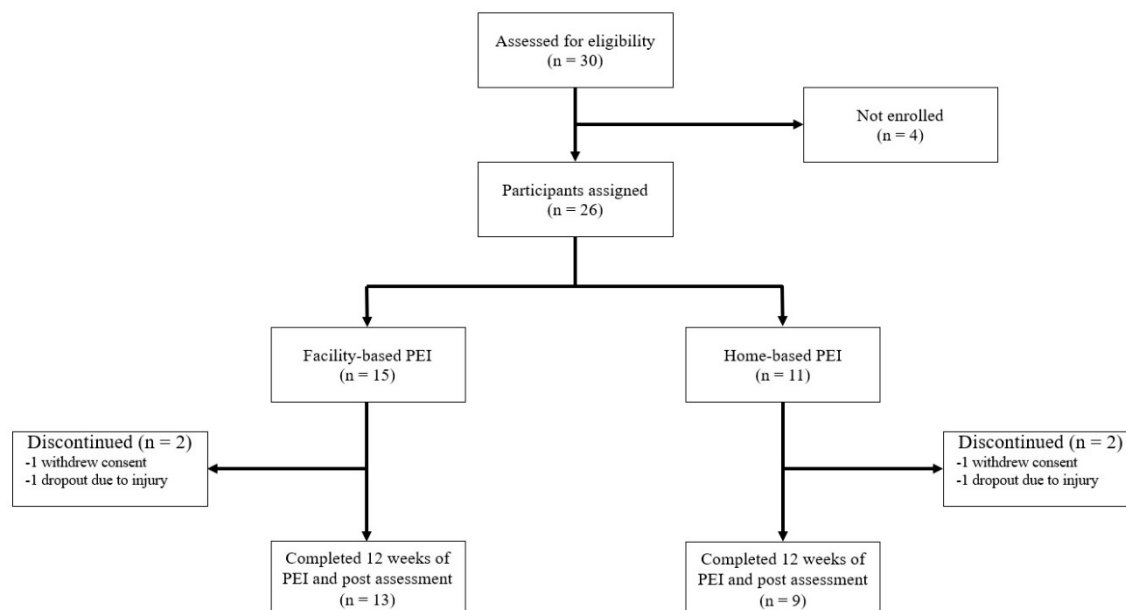 Assessed for eligibility
(n = 30)
Not enrolled
(n = 4)
Participants assigned
(n = 26)
Facility-based PEI
(n = 15)
Home-based PEI
(n = 11)
Discontinued (n = 2)
-1 withdrew consent
-1 dropout due to injury
Discontinued (n = 2)
-1 withdrew consent
-1 dropout due to injury
Completed 12 weeks of
PEI and post assessment
(n = 13)
Completed 12 weeks of
PEI and post assessment
(n = 9)